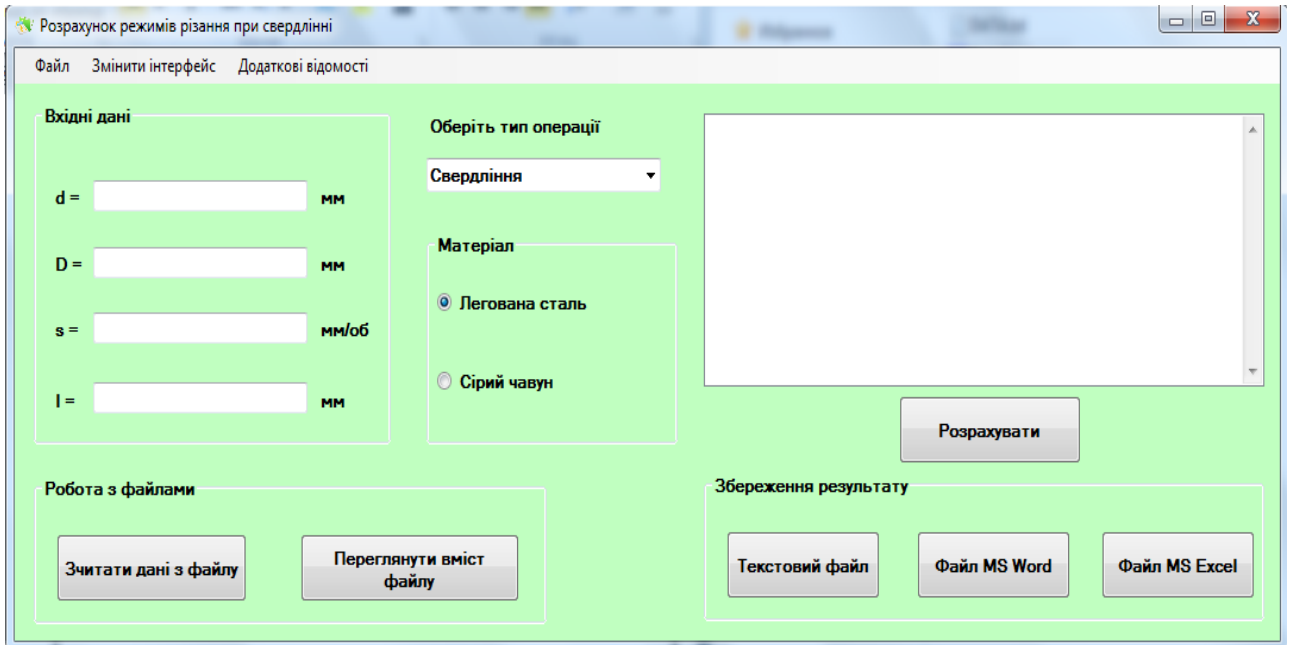 Розрахунок режимів різання при свердлінні
Файл Змінити інтерфейс Додаткові відомості
Вхідні дані
d = мм
D = мм
s = мм/об
l = мм
Оберіть тип операції
Свердління
Матеріал
Легована сталь
Сірий чавун
Розрахувати
Робота з файлами
Зчитати дані з файлу
Переглянути вміст
файлу
Збереження результату
Текстовий файл
Файл MS Word
Файл MS Excel